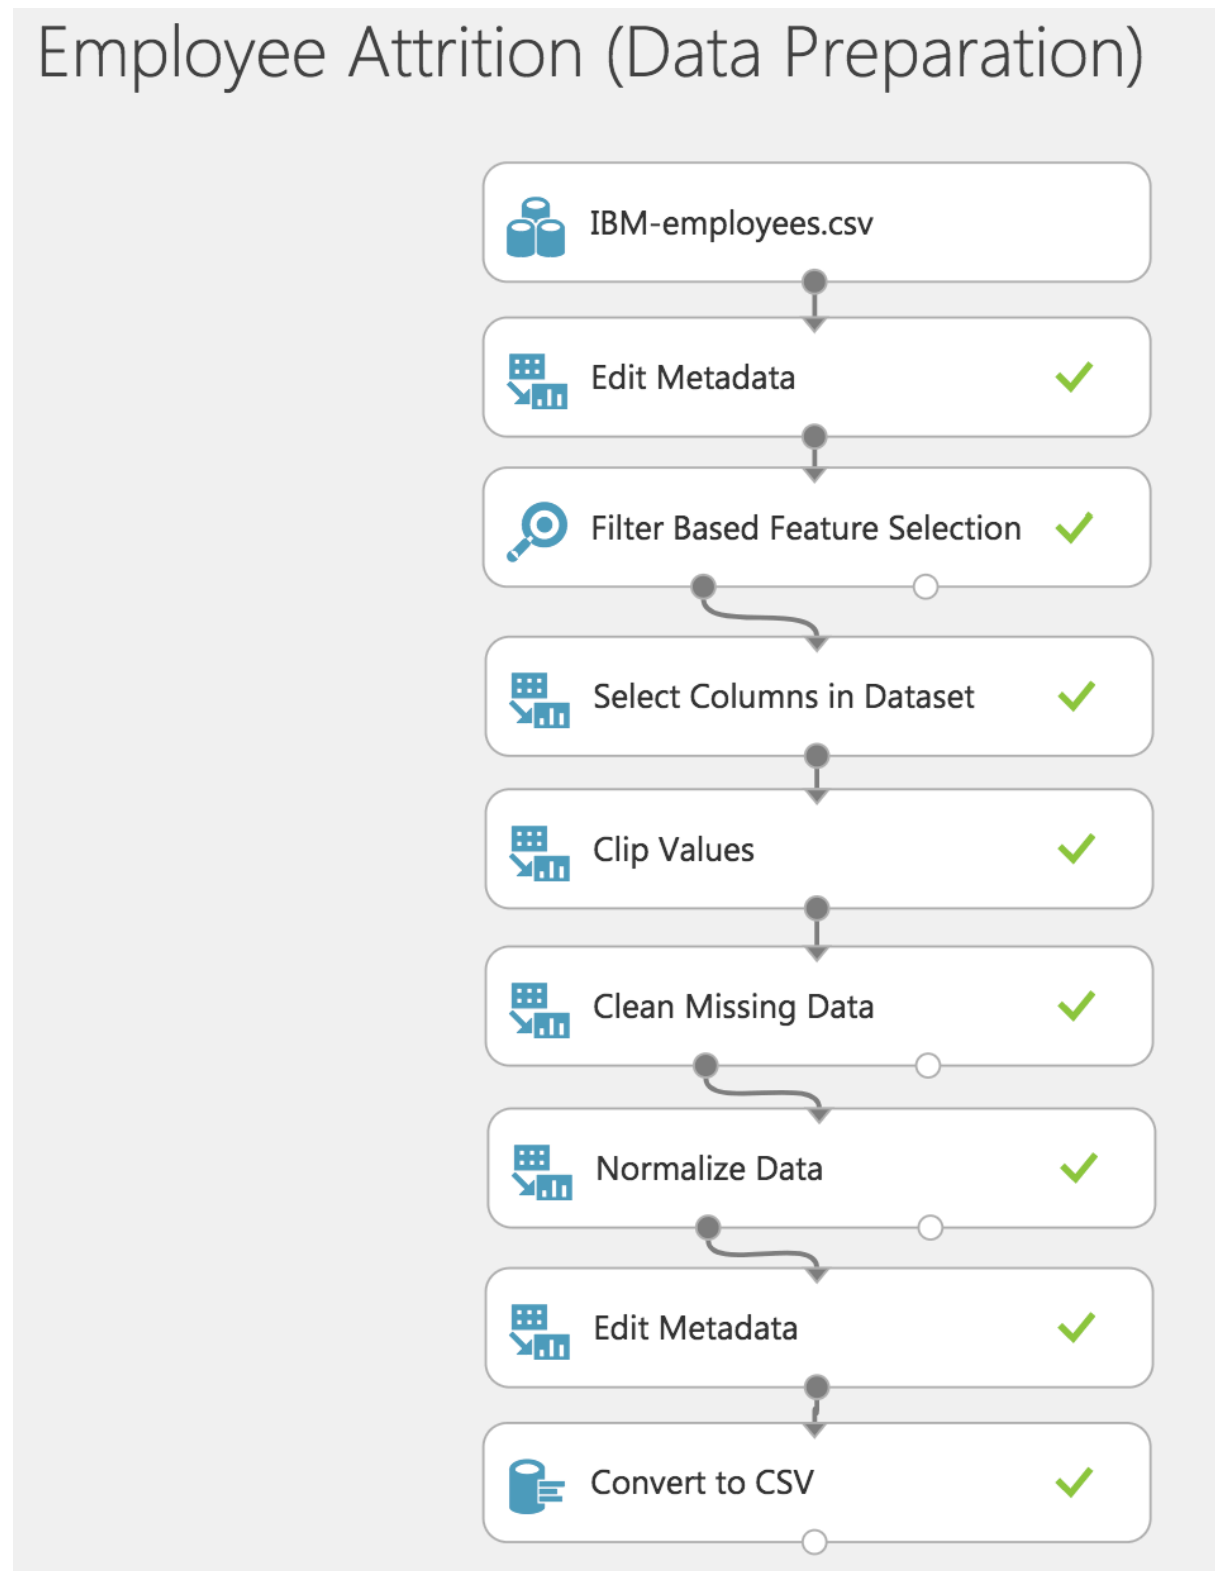 Employee Attrition (Data Preparation)
IBM-employees.csv
Edit Metadata
Filter Based Feature Selection
Select Columns in Dataset
Clip Values
Clean Missing Data
Normalize Data
Edit Metadata
Convert to CSV